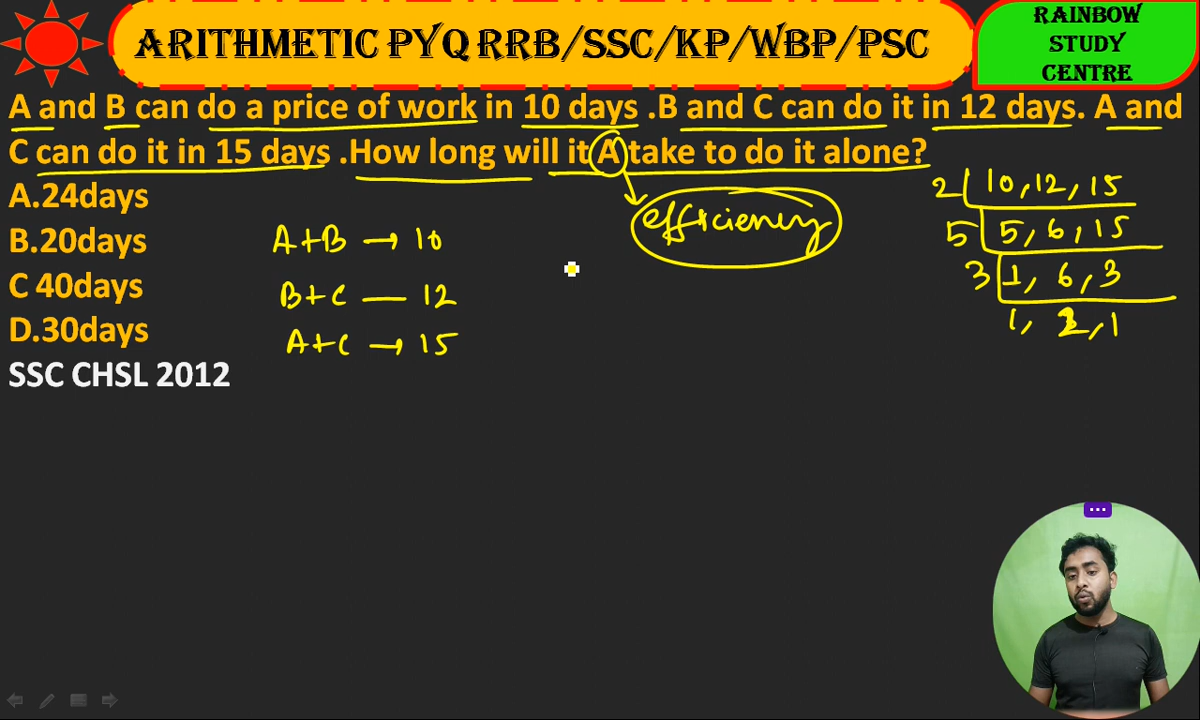 ARITHMETIC PYQ RRB/SSC/KP/WBP/PSC
RAINBOW
STUDY
CENTRE
A and B can do a price of work in 10 days .B and C can do it in 12 days. A and
C can do it in 15 days .How long will it A take to do it alone?
A.24days
B.20days
C 40days
D.30days
SSC CHSL 2012
A+B → 10
B+C — 12
A+C → 15
efficiency
2 10, 12, 15
5 5, 6, 15
3 1, 6, 3
1, 2, 1